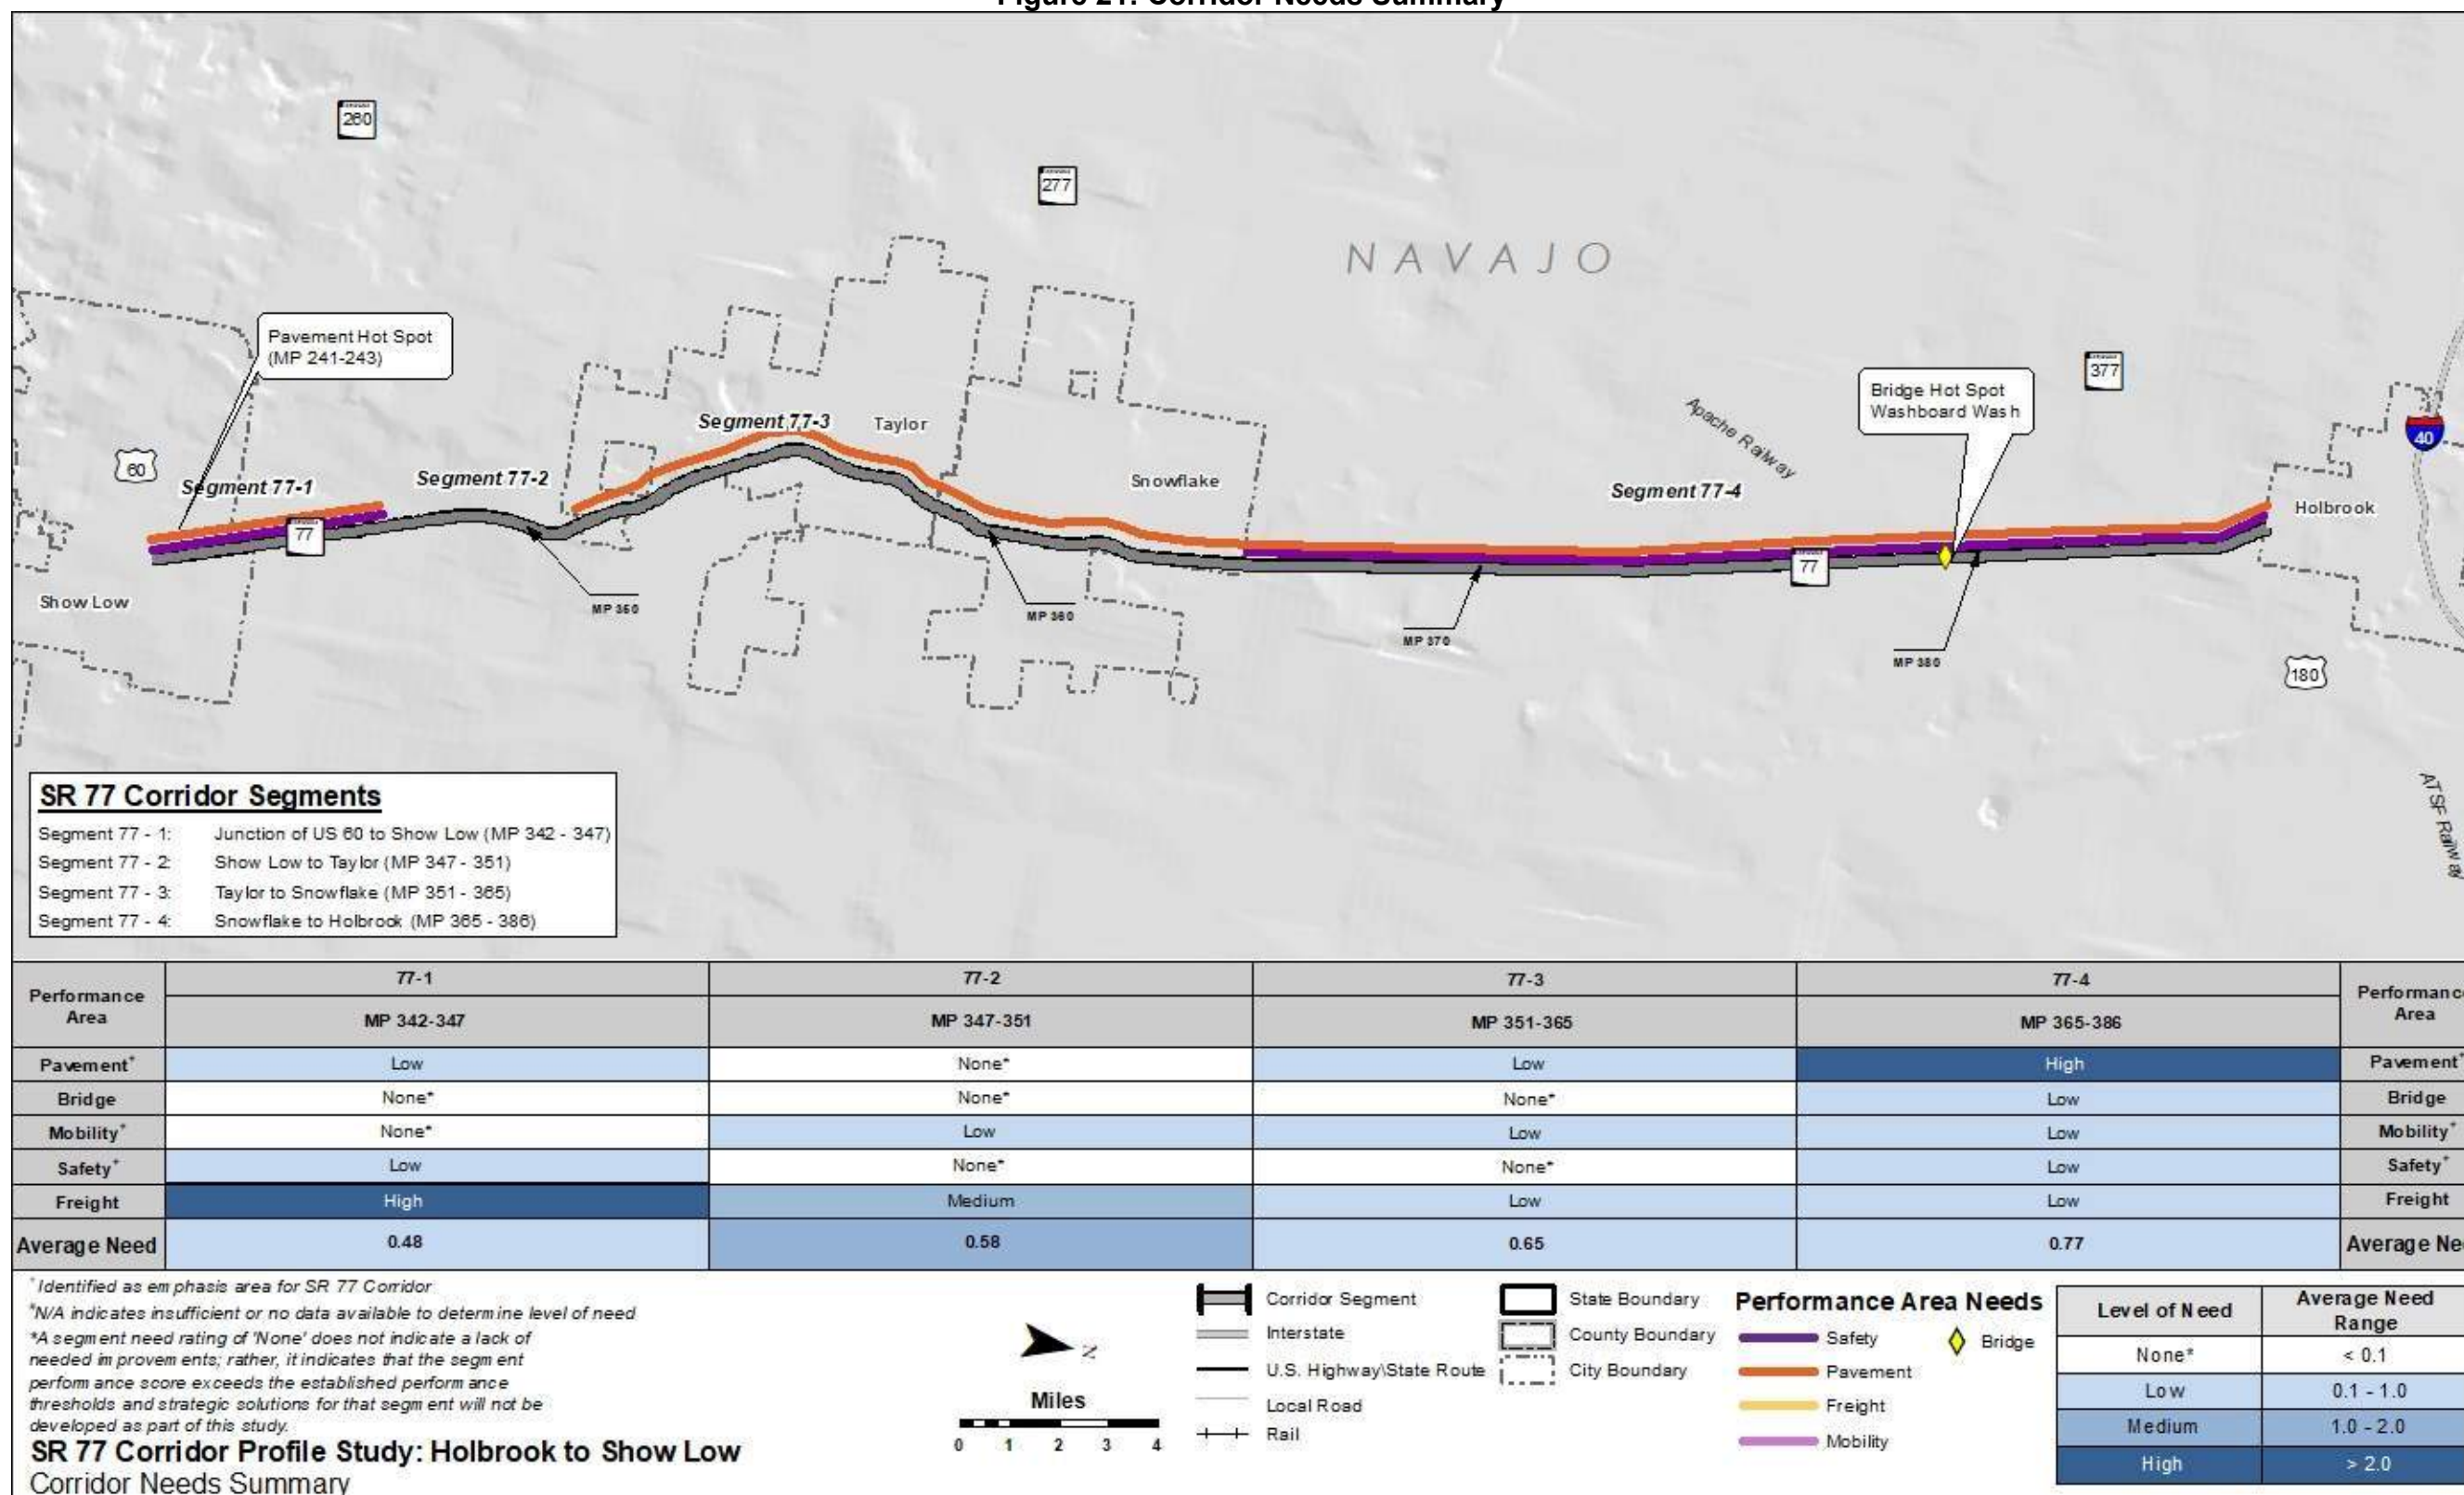 Figure 21: Corridor Needs Summary
260
277
NAVAJO
Pavement Hot Spot
(MP 241-243)
377
Bridge Hot Spot
Washboard Wash
Apache Railway
40
Segment 77-3
Taylor
60
Segment 77-1
Segment 77-2
Snowflake
Segment 77-4
Holbrook
77
77
Show Low
MP 350
MP 360
MP 370
MP 380
180
ATSF Railway
SR 77 Corridor Segments
Segment 77 - 1: Junction of US 60 to Show Low (MP 342 - 347)
Segment 77 - 2: Show Low to Taylor (MP 347 - 351)
Segment 77 - 3: Taylor to Snowflake (MP 351 - 365)
Segment 77 - 4: Snowflake to Holbrook (MP 365 - 386)
Performance Area 77-1 77-2 77-3 77-4 Performance Area
MP 342-347 MP 347-351 MP 351-365 MP 365-386
Pavement+ Low None* Low High Pavement+
Bridge None* None* None* Low Bridge
Mobility+ None* Low Low Low Mobility+
Safety+ Low None* None* Low Safety+
Freight High Medium Low Low Freight
Average Need 0.48 0.58 0.65 0.77 Average Ne
+ Identified as emphasis area for SR 77 Corridor
#N/A indicates insufficient or no data available to determine level of need
*A segment need rating of 'None' does not indicate a lack of
needed improvements; rather, it indicates that the segment
performance score exceeds the established performance
thresholds and strategic solutions for that segment will not be
developed as part of this study.
SR 77 Corridor Profile Study: Holbrook to Show Low
Corridor Needs Summary
N
Miles
0 1 2 3 4
Corridor Segment
Interstate
U.S. Highway\State Route
Local Road
Rail
State Boundary
County Boundary
City Boundary
Performance Area Needs
Safety
Pavement
Freight
Mobility
Bridge
Level of Need Average Need Range
None* < 0.1
Low 0.1 - 1.0
Medium 1.0 - 2.0
High > 2.0